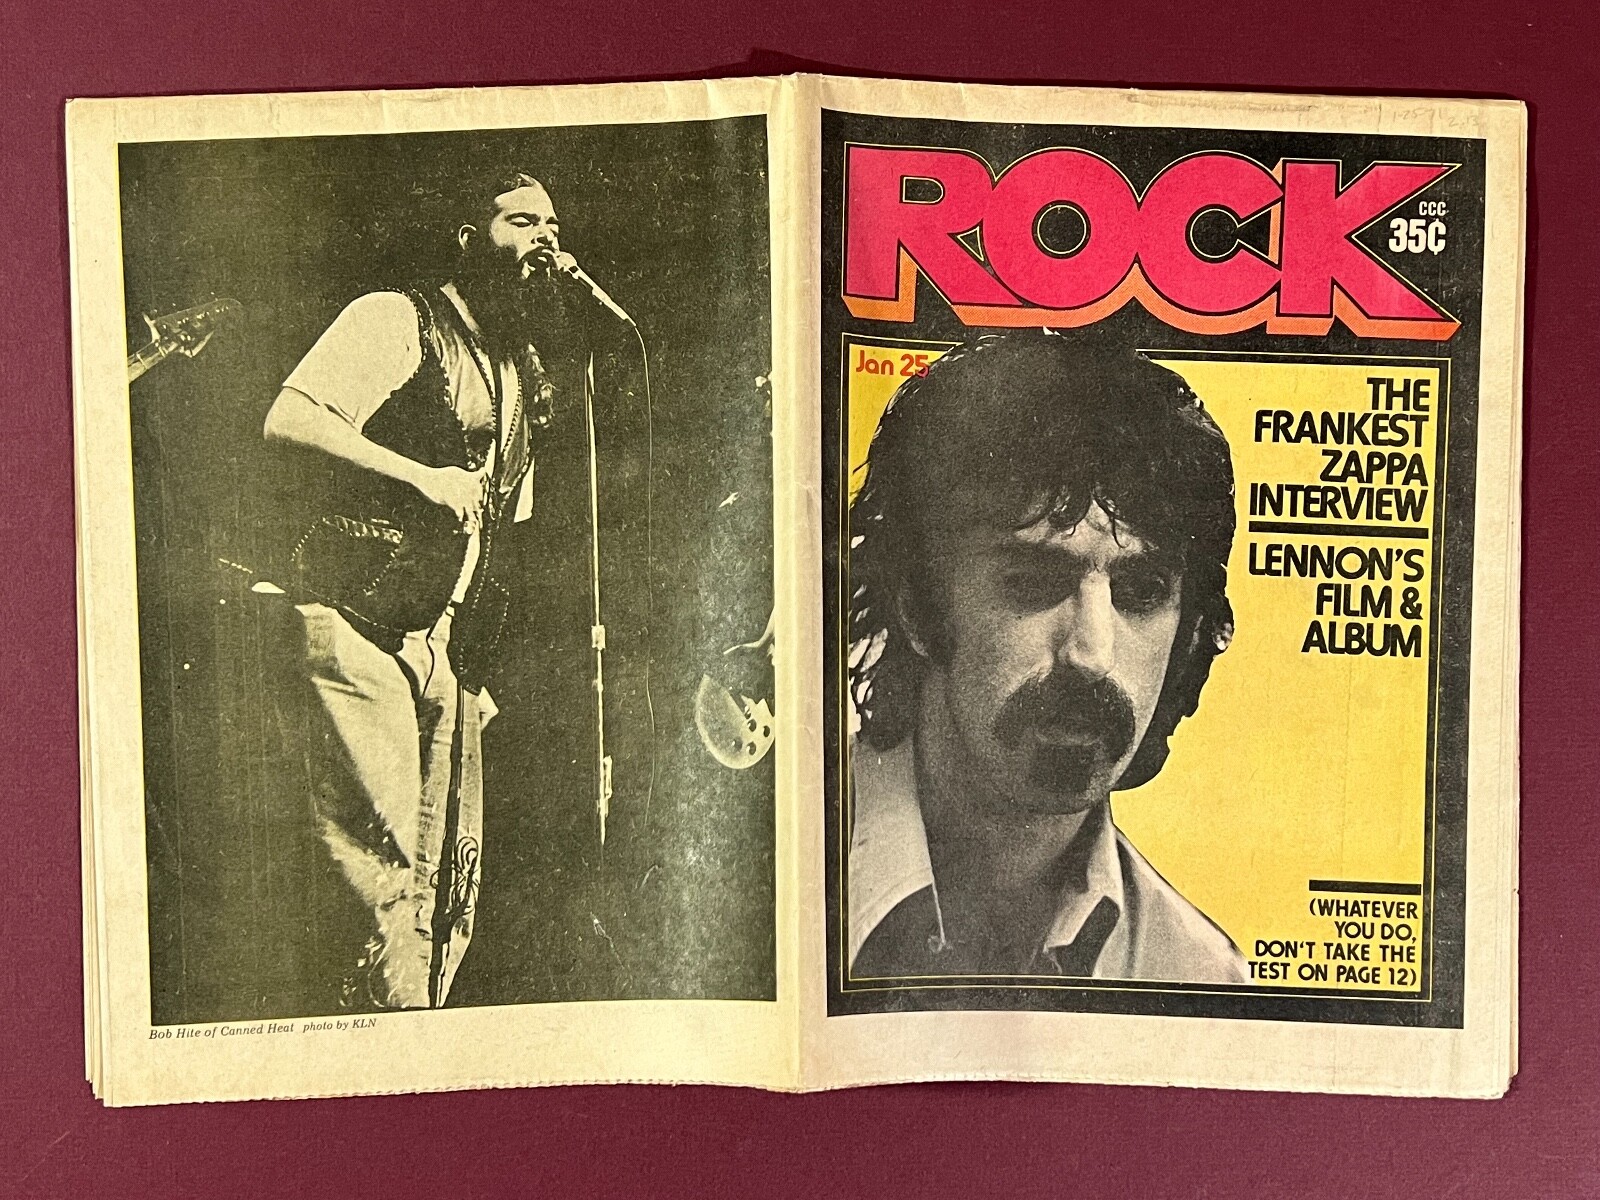 Bob Hite of Canned Heat photo by KLN
ROCK
CCC
35¢
Jan 25
THE
FRANKEST
ZAPPA
INTERVIEW
LENNON'S
FILM &
ALBUM
(WHATEVER
YOU DO,
DON'T TAKE THE
TEST ON PAGE 12)